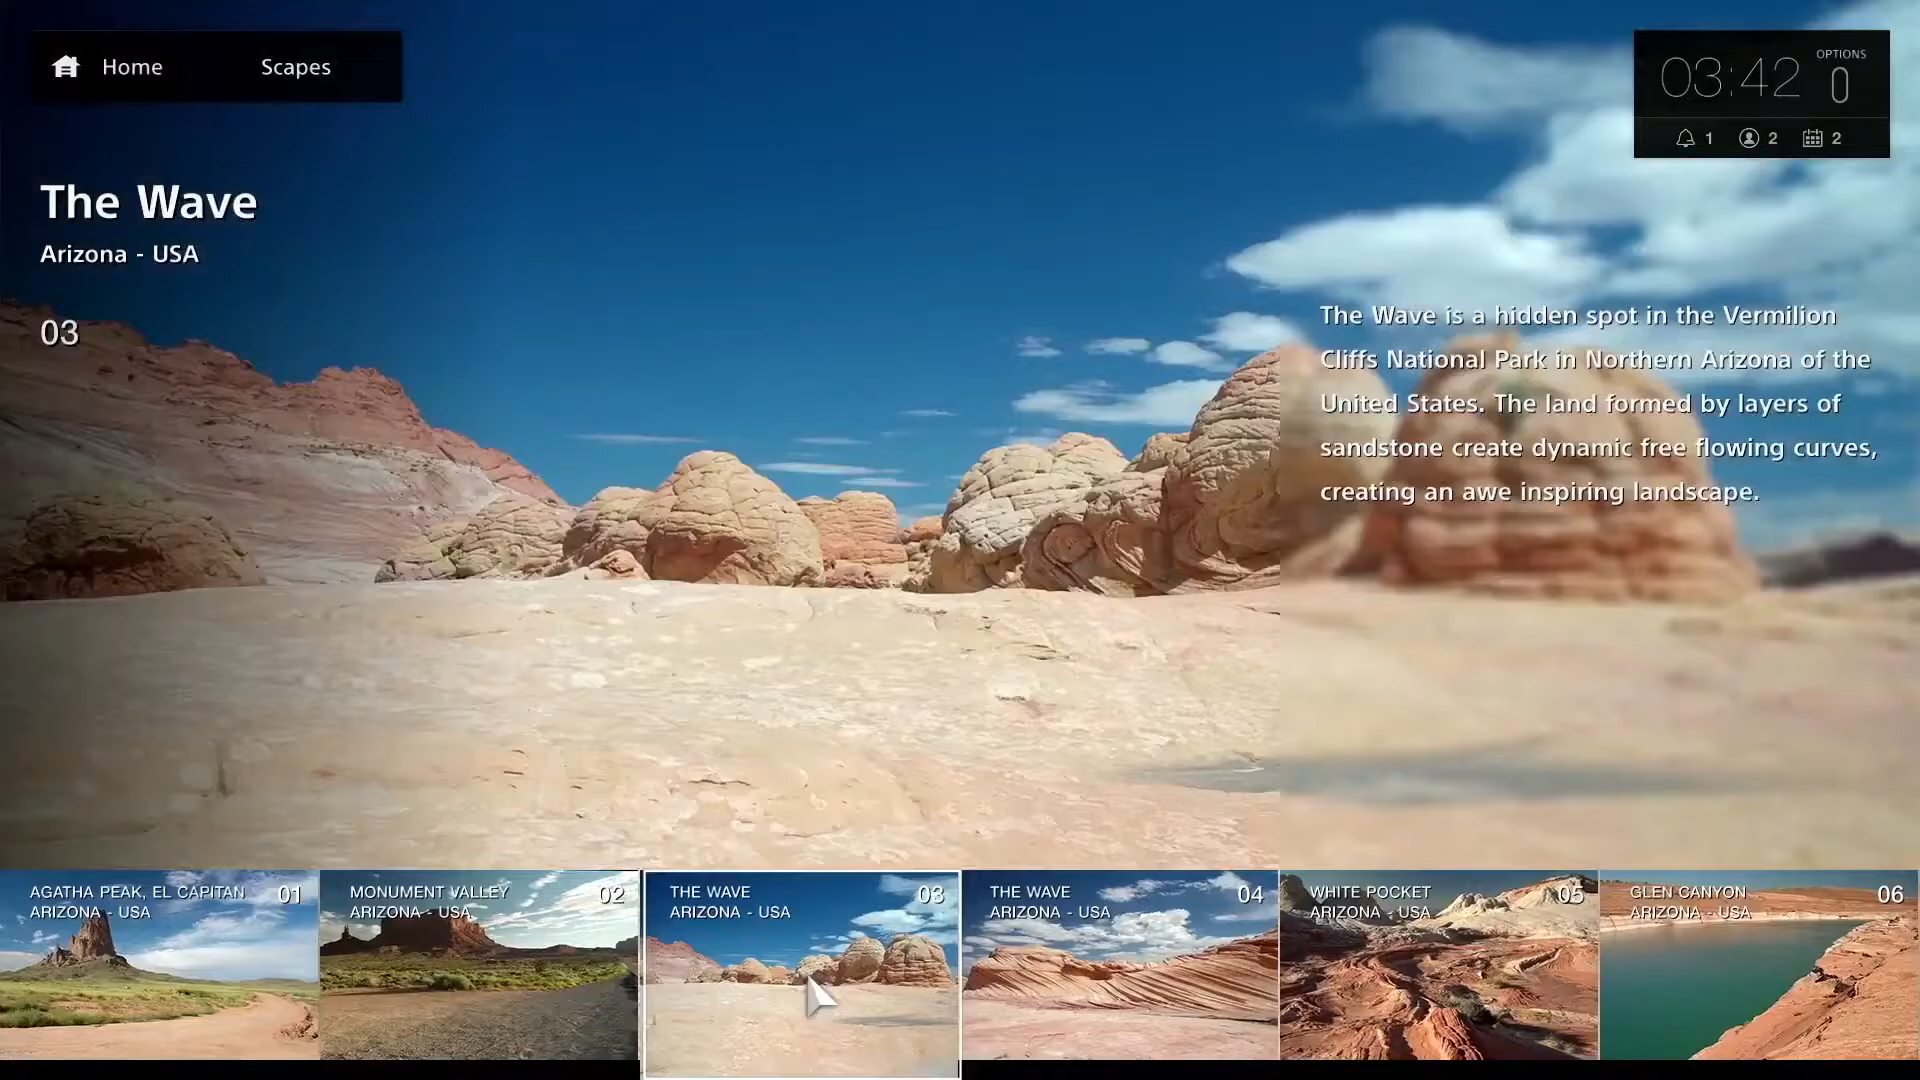 Home
Scapes
03:42
OPTIONS
0
1
2
2
The Wave
Arizona - USA
03
The Wave is a hidden spot in the Vermilion
Cliffs National Park in Northern Arizona of the
United States. The land formed by layers of
sandstone create dynamic free flowing curves,
creating an awe inspiring landscape.
AGATHA PEAK, EL CAPITAN
01
ARIZONA - USA
MONUMENT VALLEY
02
ARIZONA - USA
THE WAVE
03
ARIZONA - USA
THE WAVE
04
ARIZONA - USA
WHITE POCKET
05
ARIZONA - USA
GLEN CANYON
06
ARIZONA - USA